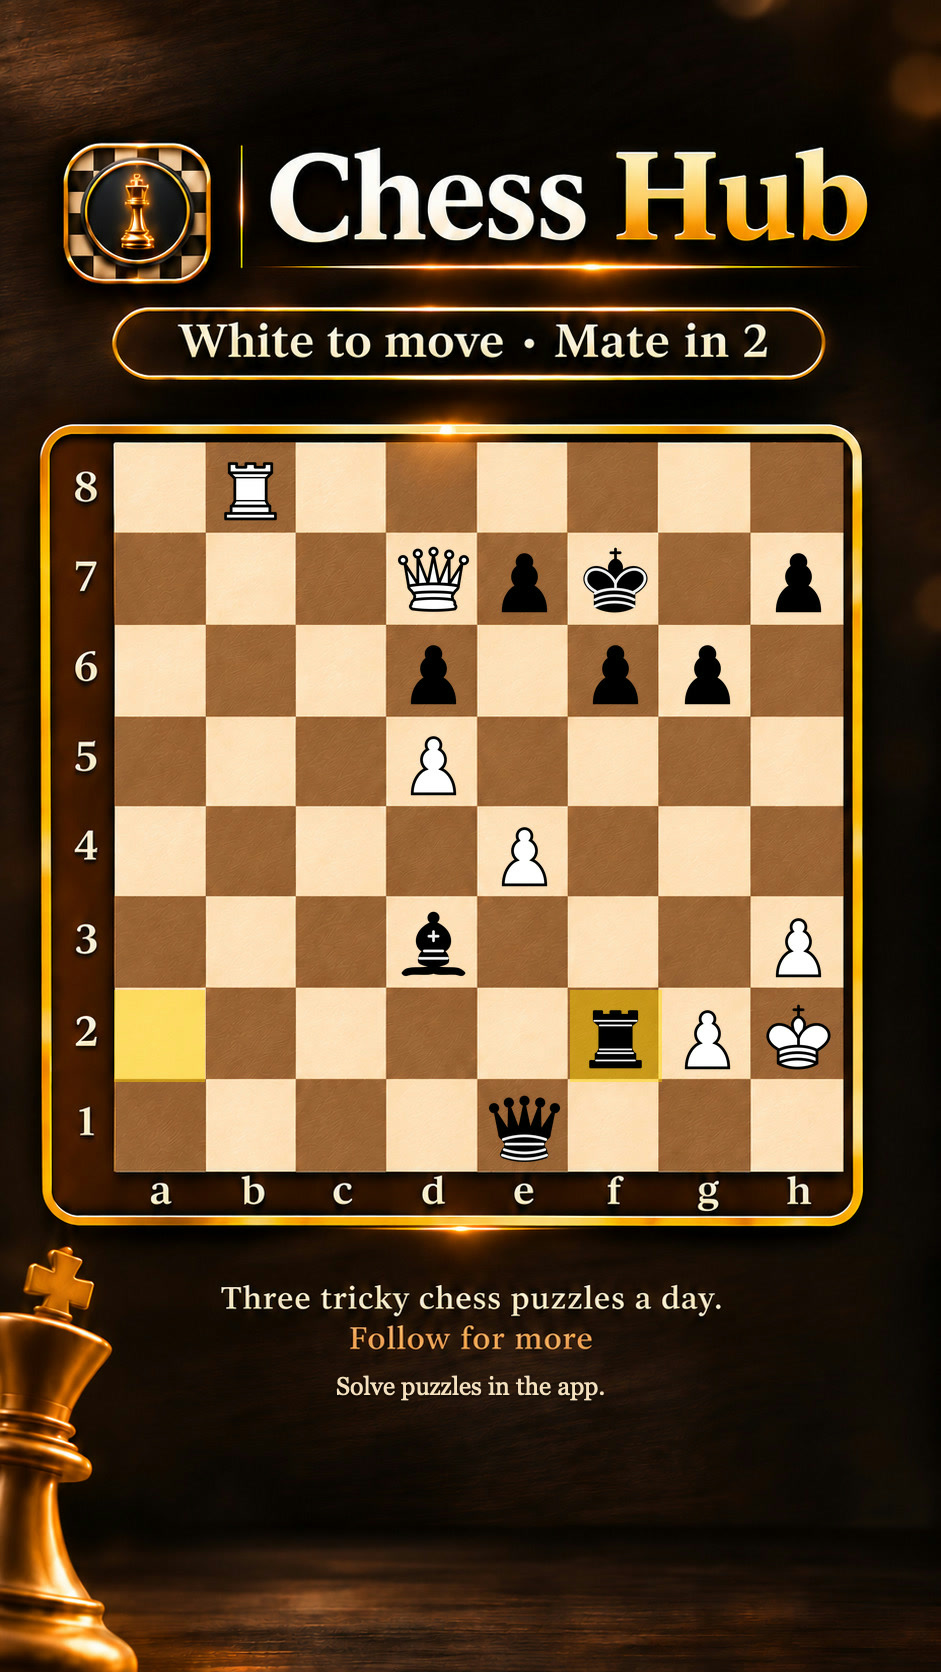 Chess Hub
White to move • Mate in 2
8
7
6
5
4
3
2
1
a b c d e f g h
Three tricky chess puzzles a day.
Follow for more
Solve puzzles in the app.